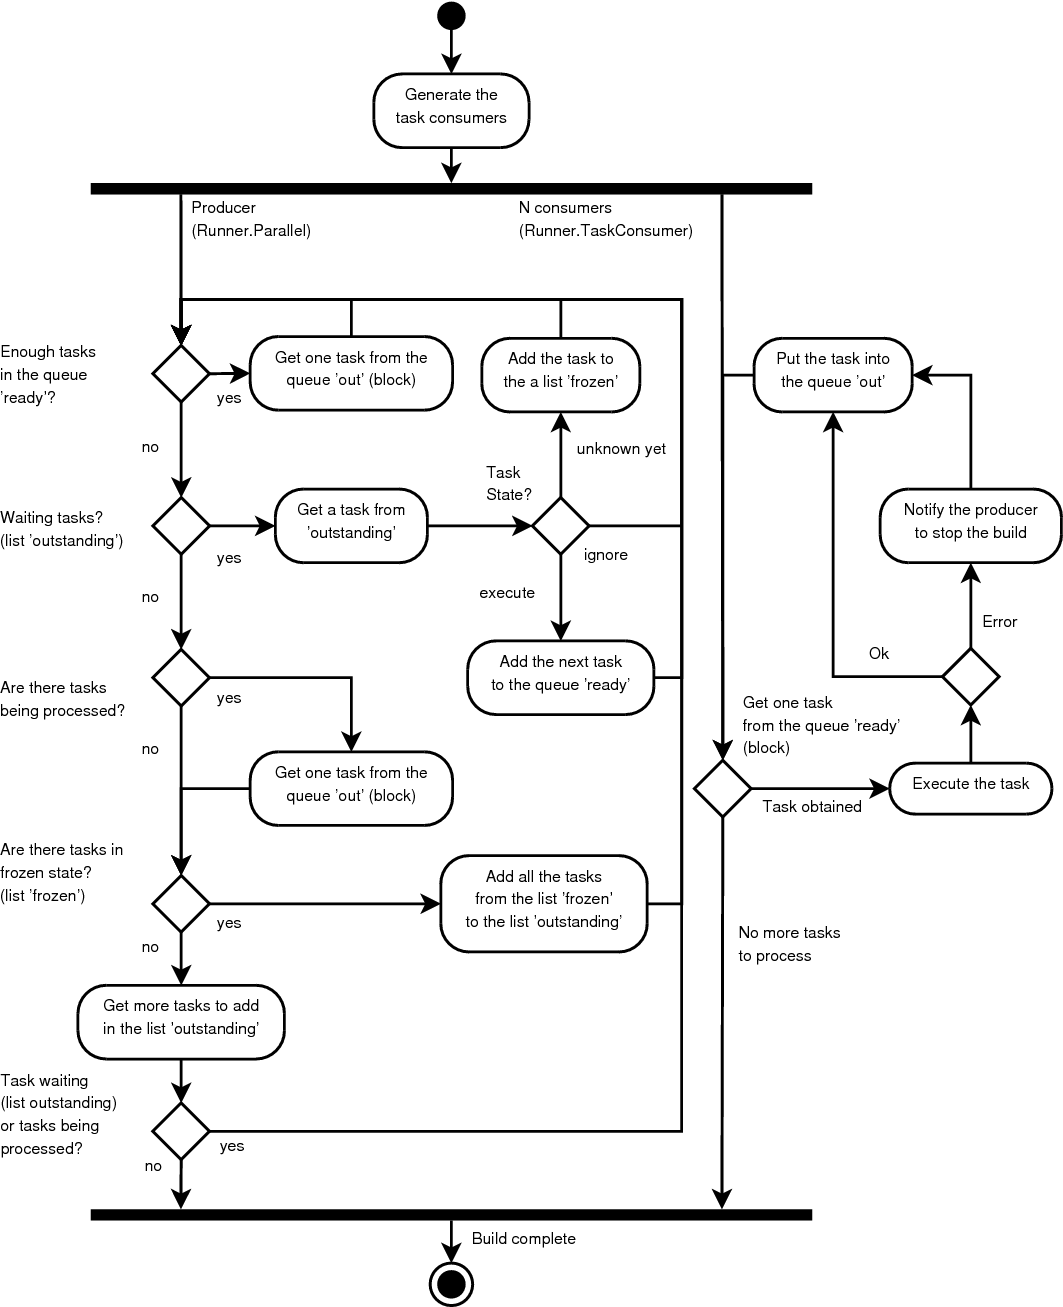 Generate the
task consumers
Producer
(Runner.Parallel)
N consumers
(Runner.TaskConsumer)
Enough tasks
in the queue
'ready'?
yes
no
Get one task from the
queue 'out' (block)
Add the task to
the a list 'frozen'
unknown yet
Put the task into
the queue 'out'
Waiting tasks?
(list 'outstanding')
yes
no
Get a task from
'outstanding'
Task
State?
ignore
execute
Notify the producer
to stop the build
Error
Ok
Are there tasks
being processed?
yes
no
Add the next task
to the queue 'ready'
Get one task from the
queue 'out' (block)
Get one task
from the queue 'ready'
(block)
Task obtained
Execute the task
Are there tasks in
frozen state?
(list 'frozen')
yes
no
Add all the tasks
from the list 'frozen'
to the list 'outstanding'
No more tasks
to process
Get more tasks to add
in the list 'outstanding'
Task waiting
(list outstanding)
or tasks being
processed?
yes
no
Build complete